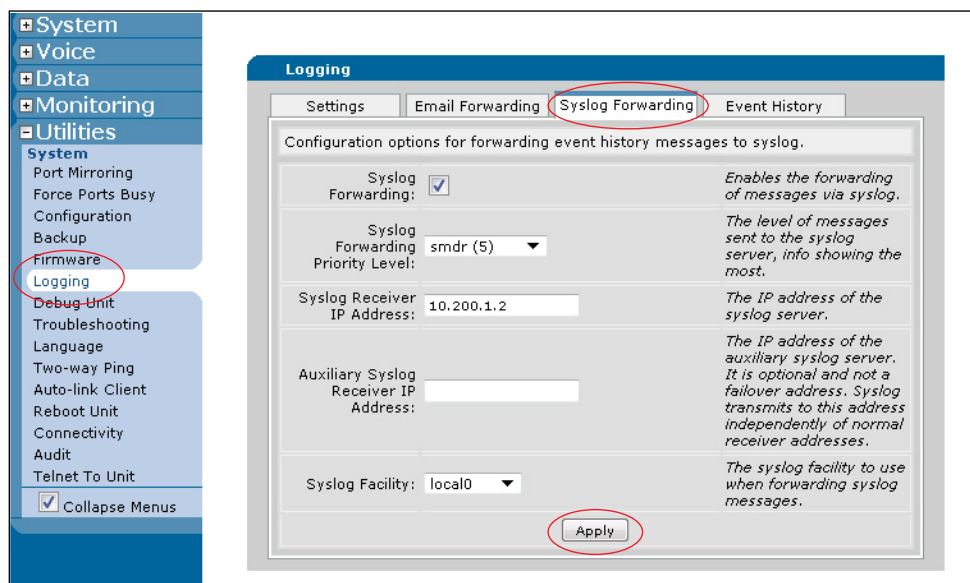 System
Voice
Data
Monitoring
Utilities
System
Port Mirroring
Force Ports Busy
Configuration
Backup
Firmware
Logging
Debug Unit
Troubleshooting
Language
Two-way Ping
Auto-link Client
Reboot Unit
Connectivity
Audit
Telnet To Unit
Collapse Menus
Logging
Settings
Email Forwarding
Syslog Forwarding
Event History
Configuration options for forwarding event history messages to syslog.
Syslog
Forwarding:
Enables the forwarding
of messages via syslog.
Syslog
Forwarding
Priority Level:
smdr (5)
The level of messages
sent to the syslog
server, info showing the
most.
Syslog Receiver
IP Address:
10.200.1.2
The IP address of the
syslog server.
Auxiliary Syslog
Receiver IP
Address:
The IP address of the
auxiliary syslog server.
It is optional and not a
failover address. Syslog
transmits to this address
independently of normal
receiver addresses.
Syslog Facility:
local0
The syslog facility to use
when forwarding syslog
messages.
Apply